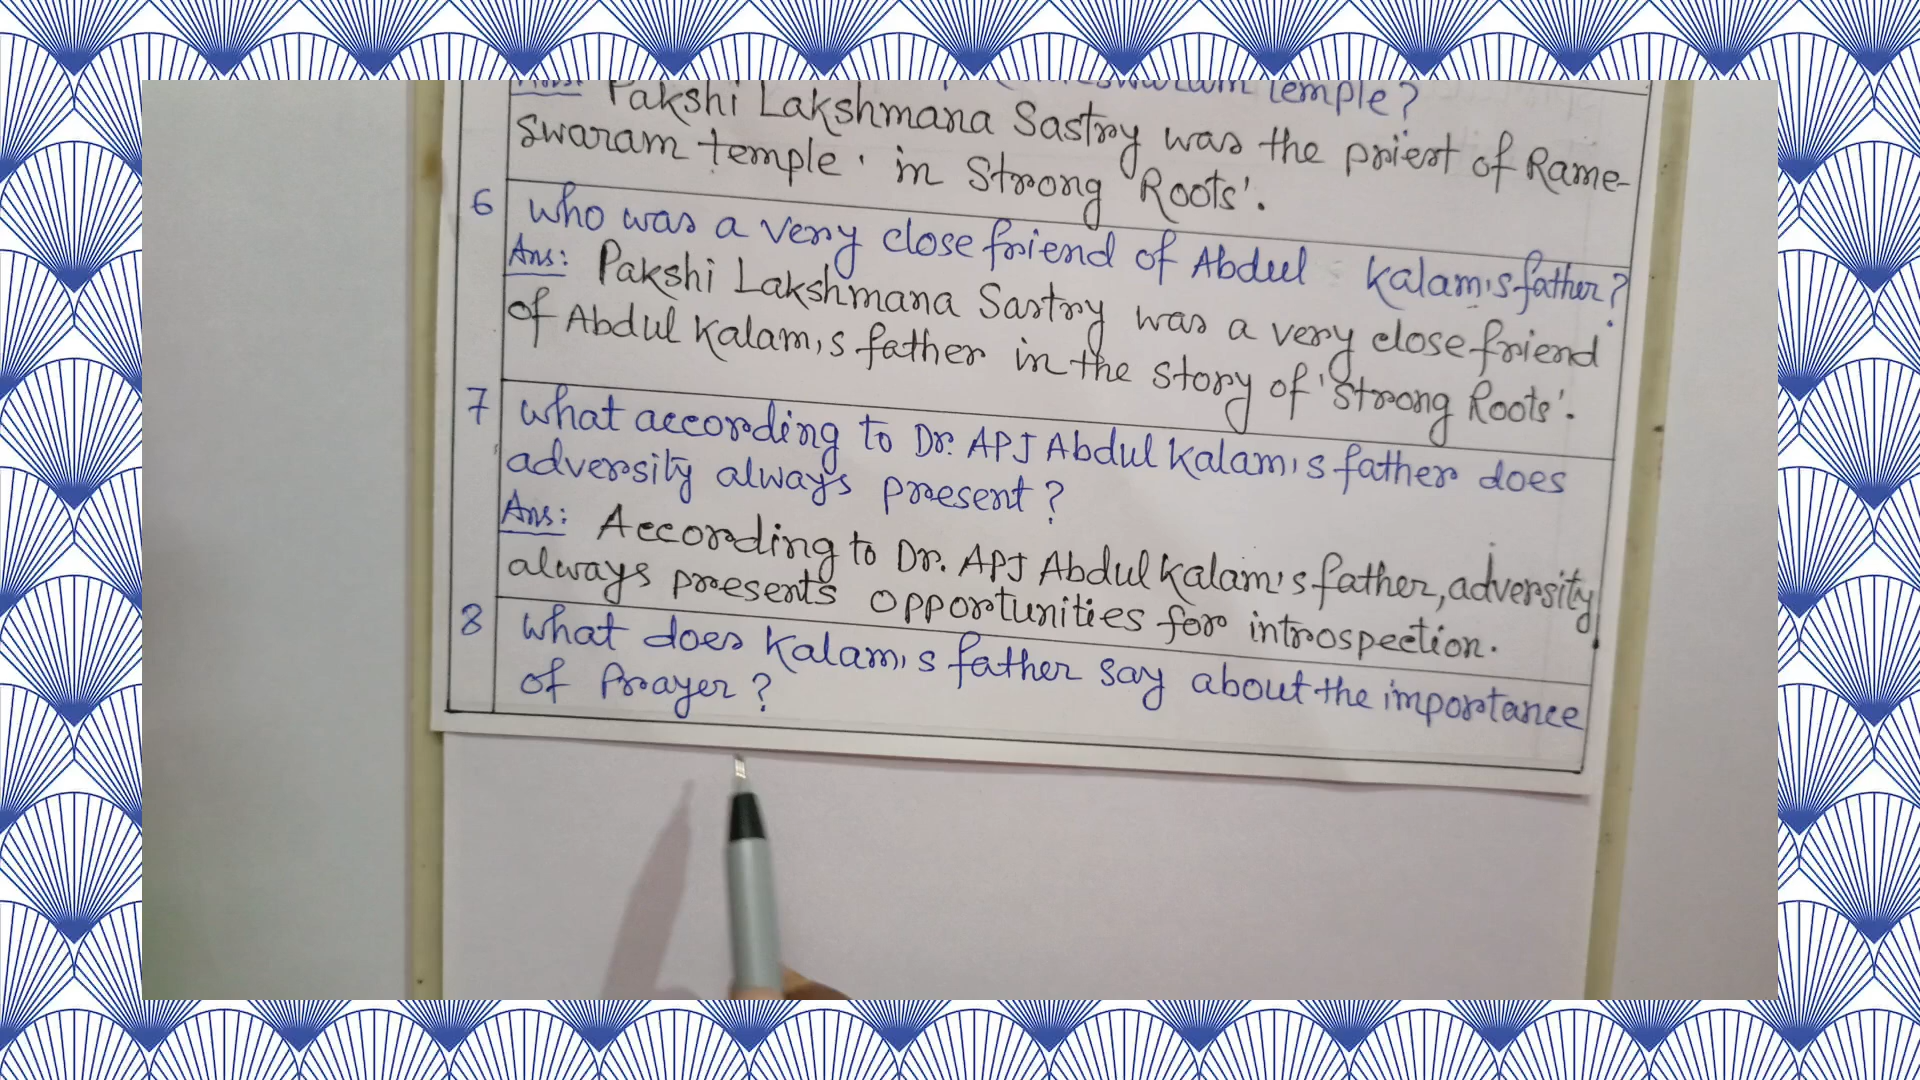 temple?
Ans: Pakshi Lakshmana Sastry was the priest of Rame-
swaram temple. in Strong 'Roots'.
6 Who was a very close friend of Abdul Kalam's father?
Ans: Pakshi Lakshmana Sastry was a very close friend
of Abdul Kalam's father in the story of 'Strong Roots'.
7 What according to Dr. APJ Abdul Kalam's father does
adversity always present?
Ans: According to Dr. APJ Abdul Kalam's father, adversity
always presents opportunities for introspection.
8 What does Kalam's father say about the importance
of Prayer?